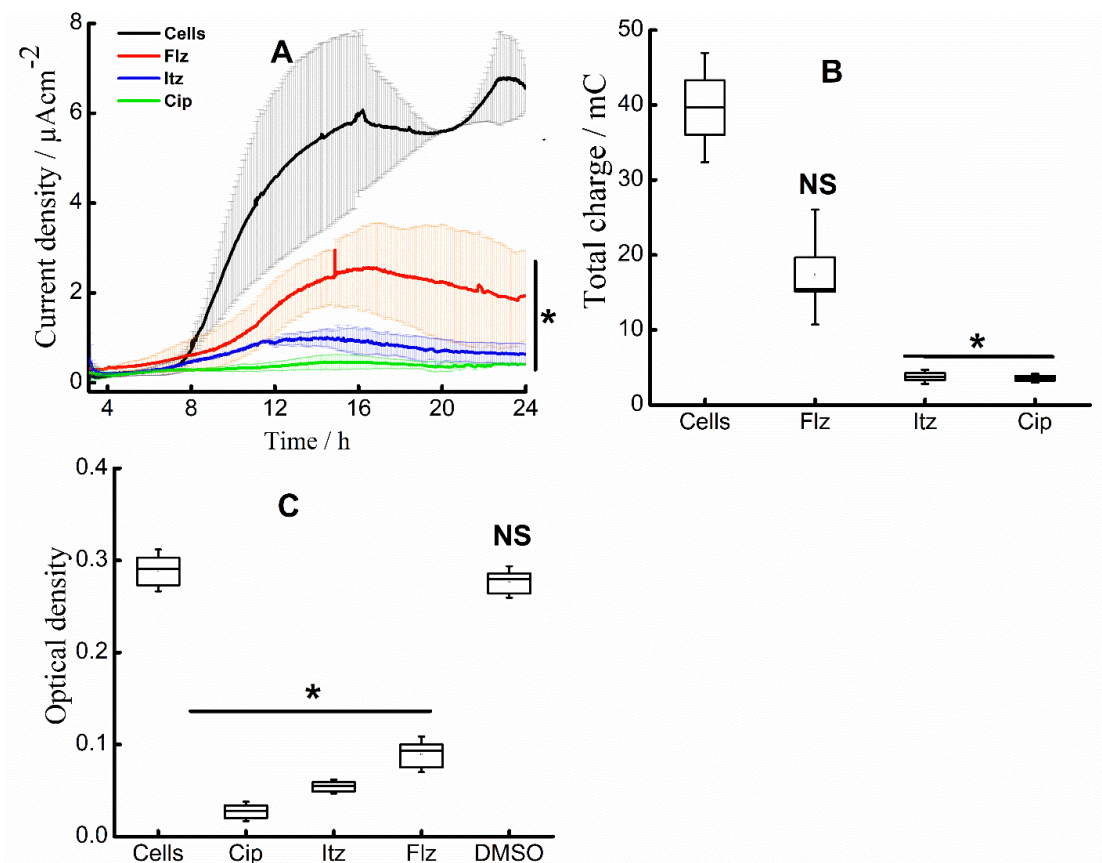 A
Cells
Flz
Itz
Cip
Current density / μAcm-2
8
6
4
2
0
4 8 12 16 20 24
Time / h
*
B
Total charge / mC
50
40
30
20
10
0
NS
*
Cells Flz Itz Cip
C
Optical density
0.4
0.3
0.2
0.1
0.0
NS
*
Cells Cip Itz Flz DMSO